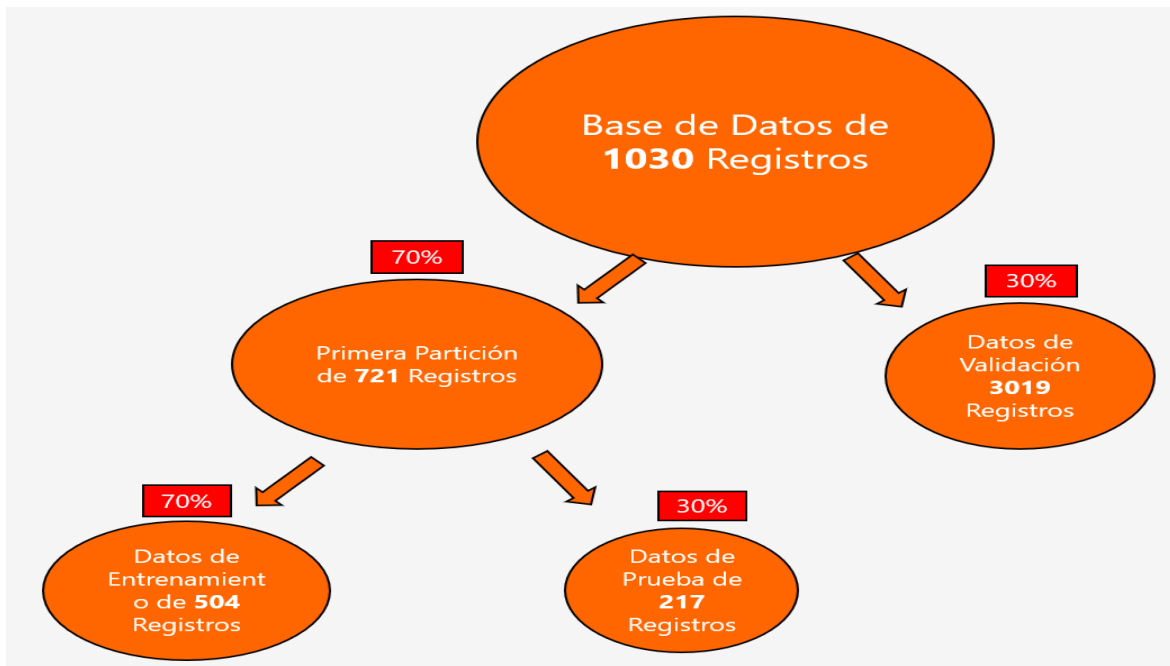 Base de Datos de
1030 Registros
70%
30%
Primera Partición
de 721 Registros
Datos de
Validación
3019
Registros
70%
30%
Datos de
Entrenamient
o de 504
Registros
Datos de
Prueba de
217
Registros